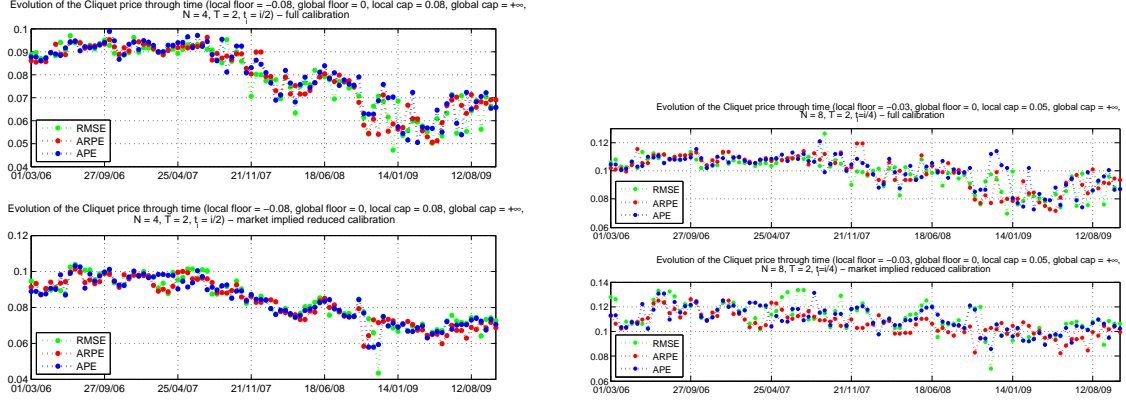 Evolution of the Cliquet price through time (local floor = −0.08, global floor = 0, local cap = 0.08, global cap = +∞,
N = 4, T = 2, t_i = i/2) – full calibration
0.1
0.09
0.08
0.07
0.06
0.05
0.04
RMSE
ARPE
APE
01/03/06 27/09/06 25/04/07 21/11/07 18/06/08 14/01/09 12/08/09
Evolution of the Cliquet price through time (local floor = −0.08, global floor = 0, local cap = 0.08, global cap = +∞,
N = 4, T = 2, t_i = i/2) – market implied reduced calibration
0.12
0.1
0.08
0.06
0.04
RMSE
ARPE
APE
01/03/06 27/09/06 25/04/07 21/11/07 18/06/08 14/01/09 12/08/09
Evolution of the Cliquet price through time (local floor = −0.03, global floor = 0, local cap = 0.05, global cap = +∞,
N = 8, T = 2, t_i=i/4) – full calibration
0.12
0.1
0.08
0.06
RMSE
ARPE
APE
01/03/06 27/09/06 25/04/07 21/11/07 18/06/08 14/01/09 12/08/09
Evolution of the Cliquet price through time (local floor = −0.03, global floor = 0, local cap = 0.05, global cap = +∞,
N = 8, T = 2, t_i=i/4) – market implied reduced calibration
0.14
0.12
0.1
0.08
0.06
RMSE
ARPE
APE
01/03/06 27/09/06 25/04/07 21/11/07 18/06/08 14/01/09 12/08/09